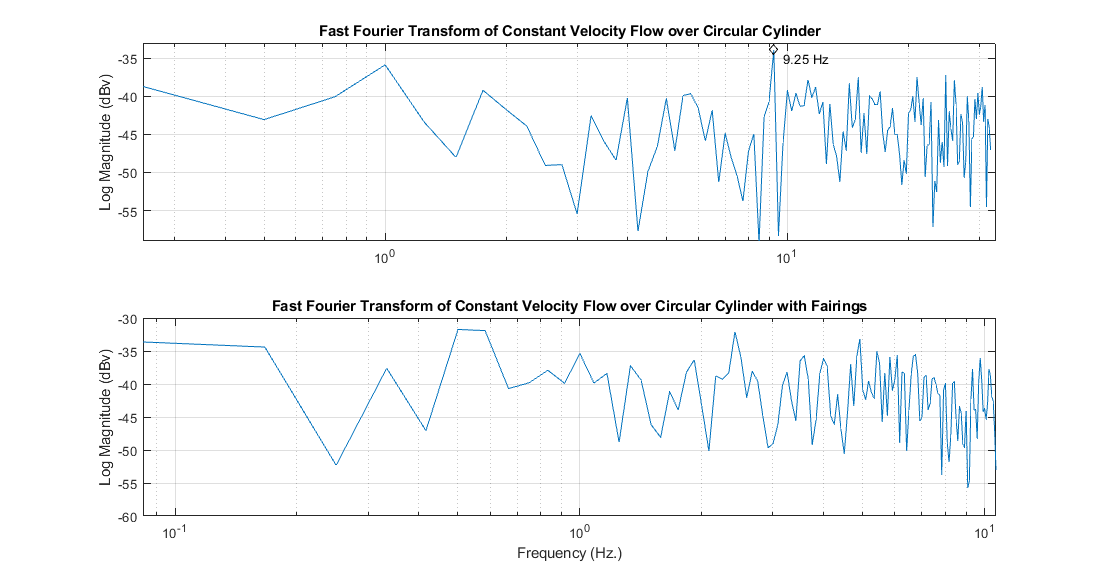 Fast Fourier Transform of Constant Velocity Flow over Circular Cylinder
Log Magnitude (dBv)
-35
-40
-45
-50
-55
9.25 Hz
10^0
10^1
Fast Fourier Transform of Constant Velocity Flow over Circular Cylinder with Fairings
Log Magnitude (dBv)
-30
-35
-40
-45
-50
-55
-60
10^-1
10^0
10^1
Frequency (Hz.)